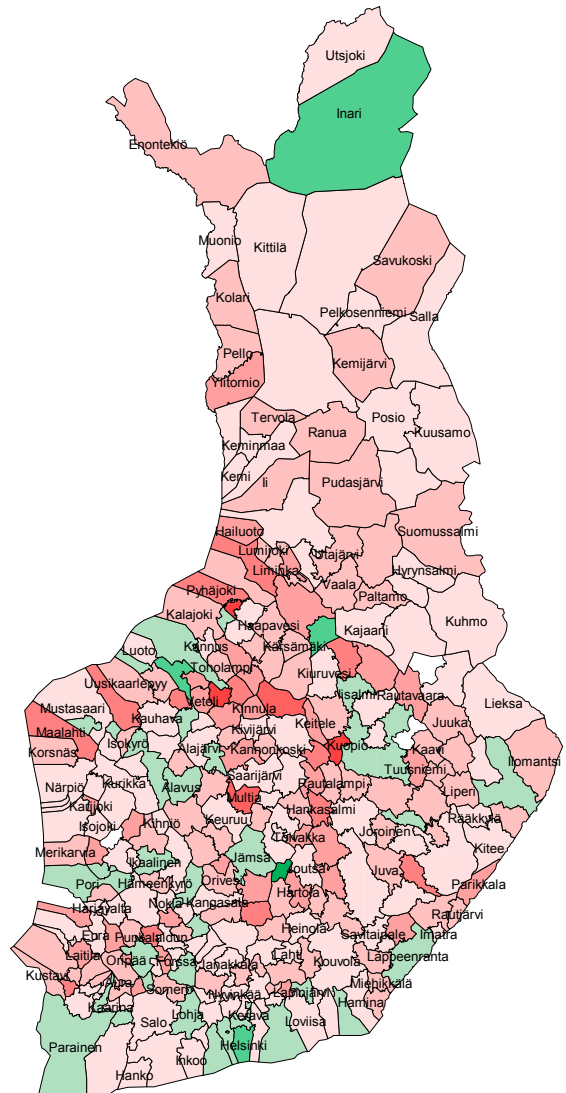 Utsjoki
Inari
Enontekiö
Muonio
Kittilä
Savukoski
Kolari
Pelkosenniemi
Salla
Pello
Kemijärvi
Ylitornio
Tervola
Posio
Kuusamo
Ranua
Keminmaa
Kemi
Ii
Pudasjärvi
Hailuoto
Suomussalmi
Lumijoki
Utajärvi
Liminka
Hyrynsalmi
Vaala
Pyhäjoki
Paltamo
Kalajoki
Haapavesi
Kajaani
Kuhmo
Kannus
Kärsämäki
Luoto
Toholampi
Kiuruvesi
Uusikaarlepyy
Iisalmi
Rautavaara
Lieksa
Veteli
Kinnula
Mustasaari
Kauhava
Keitele
Juuka
Maalahti
Kivijärvi
Korsnäs
Isokyrö
Alajärvi
Kannonkoski
Kuopio
Kaavi
Ilomantsi
Tuusniemi
Saarijärvi
Närpiö
Kurikka
Alavus
Rautalampi
Liperi
Multia
Karijoki
Hankasalmi
Rääkkylä
Isojoki
Kihniö
Keuruu
Joroinen
Toivakka
Kitee
Merikarvia
Ikaalinen
Jämsä
Joutsa
Juva
Pori
Hämeenkyrö
Orivesi
Parikkala
Hartola
Harjavalta
Nokia
Kangasala
Rautjärvi
Eura
Punkalaidun
Heinola
Savitaipale
Imatra
Laitila
Oripää
Forssa
Janakkala
Lahti
Kouvola
Lappeenranta
Kustavi
Aura
Somero
Hyvinkää
Lapinjärvi
Miehikkälä
Kaarina
Lohja
Kerava
Loviisa
Hamina
Salo
Parainen
Inkoo
Helsinki
Hanko